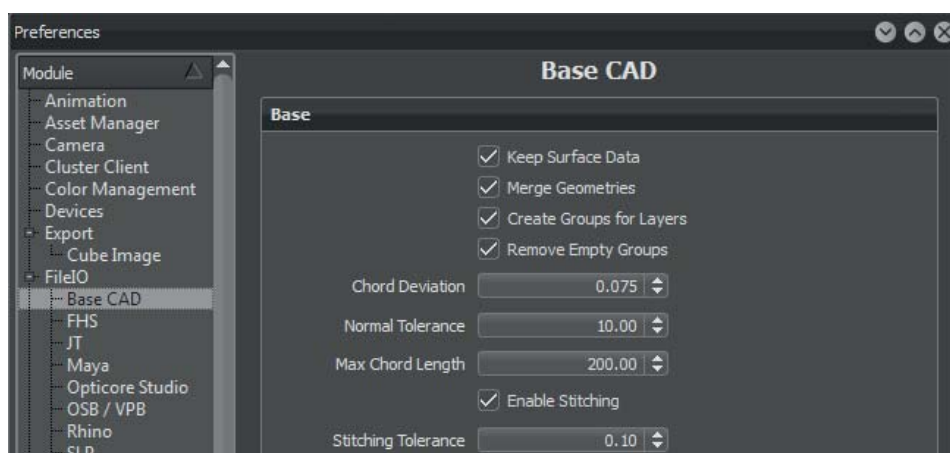 Preferences
Module
Animation
Asset Manager
Camera
Cluster Client
Color Management
Devices
Export
Cube Image
FileIO
Base CAD
FHS
JT
Maya
Opticore Studio
OSB / VPB
Rhino
SLP
Base CAD
Base
Keep Surface Data
Merge Geometries
Create Groups for Layers
Remove Empty Groups
Chord Deviation 0.075
Normal Tolerance 10.00
Max Chord Length 200.00
Enable Stitching
Stitching Tolerance 0.10